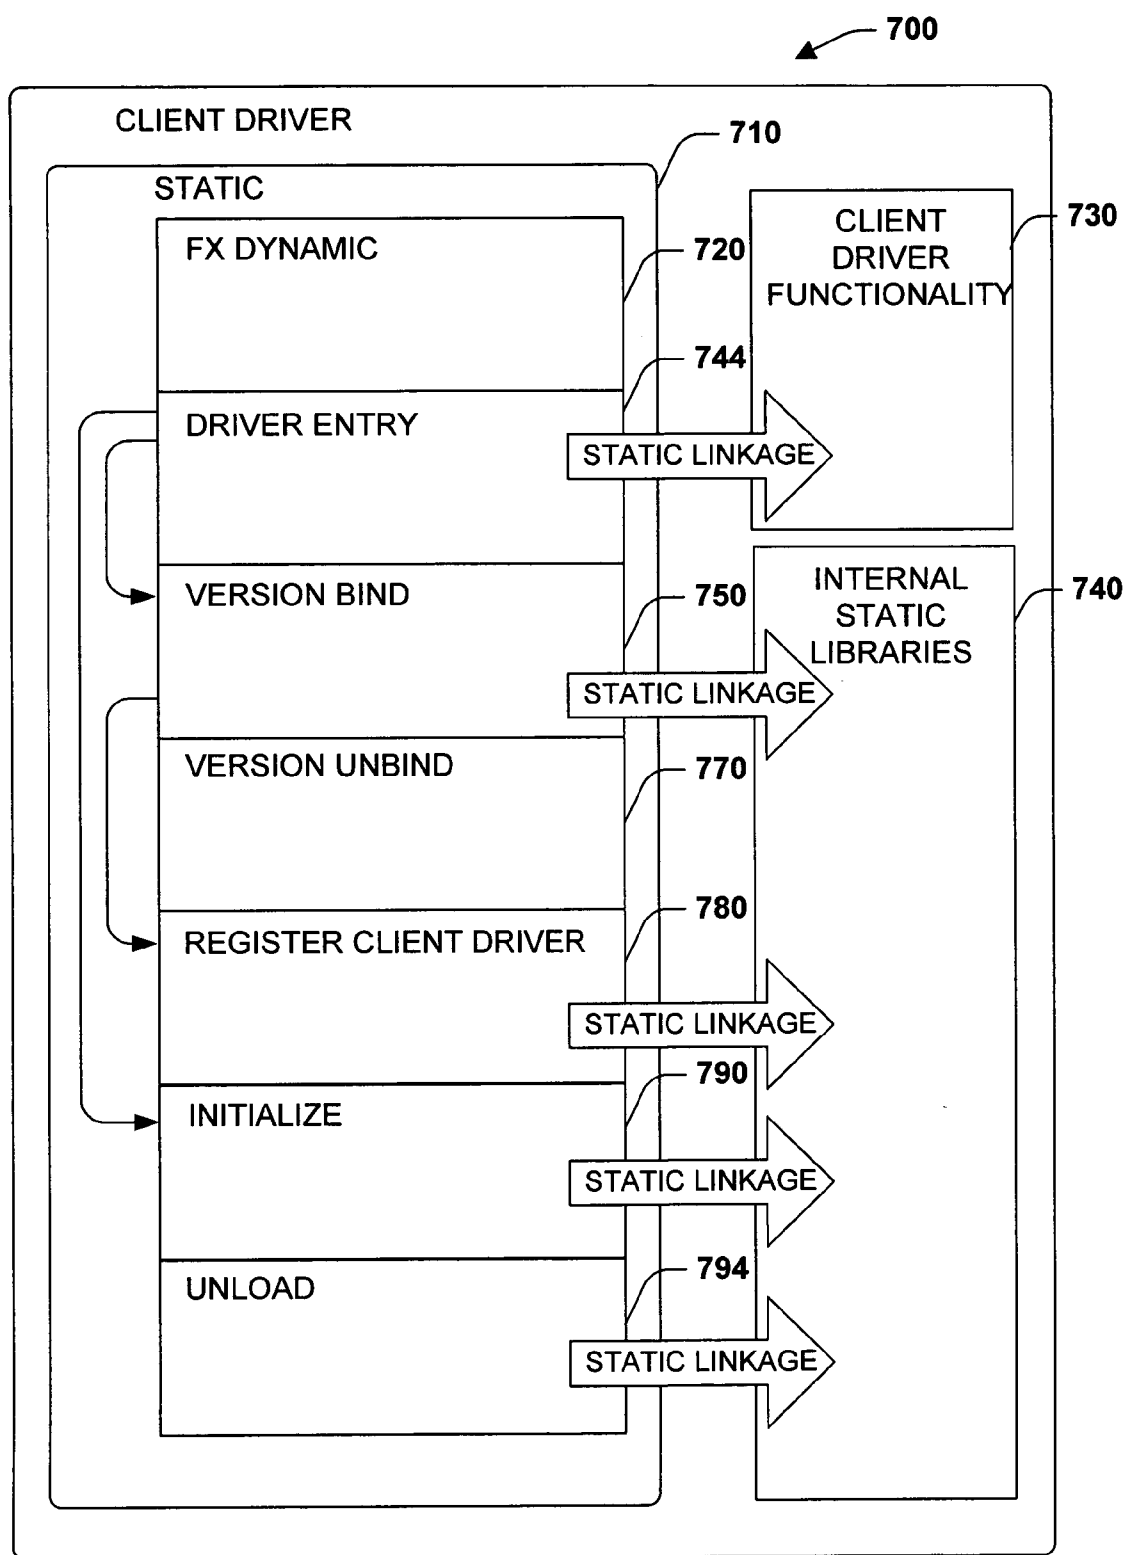 700
CLIENT DRIVER
710
STATIC
FX DYNAMIC
720
CLIENT
DRIVER
FUNCTIONALITY
730
744
DRIVER ENTRY
STATIC LINKAGE
VERSION BIND
750
INTERNAL
STATIC
LIBRARIES
740
STATIC LINKAGE
VERSION UNBIND
770
780
REGISTER CLIENT DRIVER
STATIC LINKAGE
790
INITIALIZE
STATIC LINKAGE
794
UNLOAD
STATIC LINKAGE